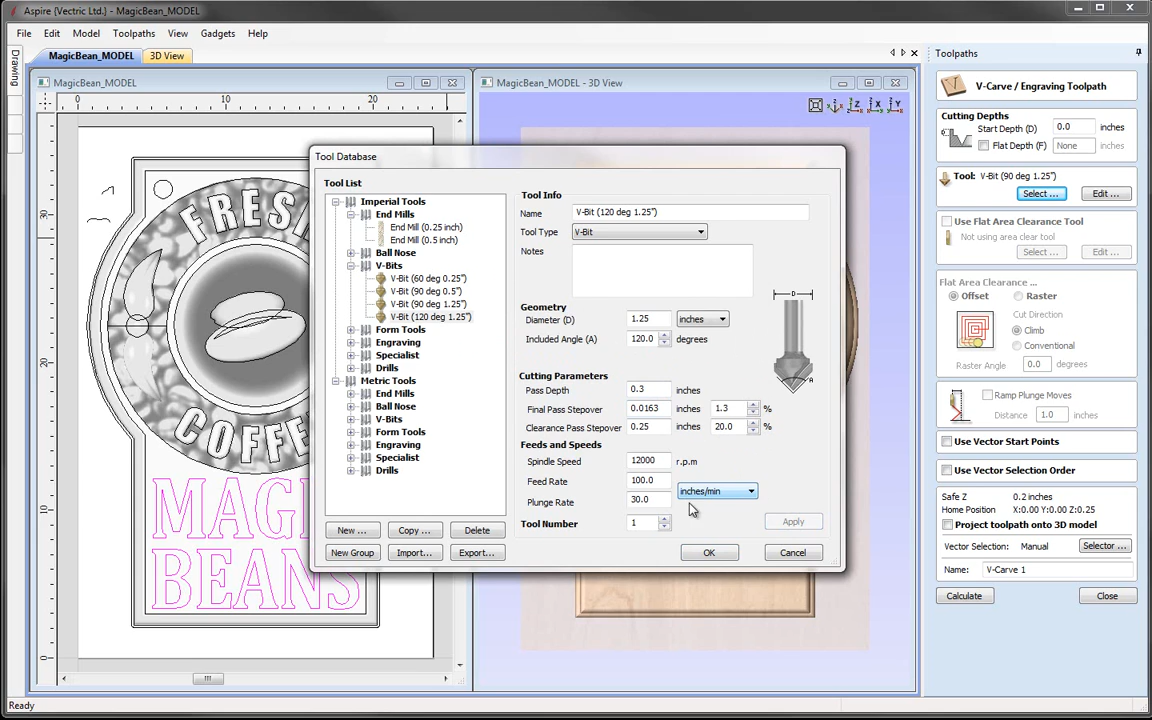 Aspire {Vectric Ltd.} - MagicBean_MODEL
File Edit Model Toolpaths View Gadgets Help
MagicBean_MODEL 3D View
Drawing
MagicBean_MODEL
0 10 20
30
20
10
0
FRESH
COFFEE
MAGIC
BEANS
MagicBean_MODEL - 3D View
Tool Database
Tool List
Imperial Tools
End Mills
End Mill (0.25 inch)
End Mill (0.5 inch)
Ball Nose
V-Bits
V-Bit (60 deg 0.25")
V-Bit (90 deg 0.5")
V-Bit (90 deg 1.25")
V-Bit (120 deg 1.25")
Form Tools
Engraving
Specialist
Drills
Metric Tools
End Mills
Ball Nose
V-Bits
Form Tools
Engraving
Specialist
Drills
New ... Copy ... Delete
New Group Import... Export...
Tool Info
Name V-Bit (120 deg 1.25")
Tool Type V-Bit
Notes
Geometry
Diameter (D) 1.25 inches
Included Angle (A) 120.0 degrees
D
A
Cutting Parameters
Pass Depth 0.3 inches
Final Pass Stepover 0.0163 inches 1.3 %
Clearance Pass Stepover 0.25 inches 20.0 %
Feeds and Speeds
Spindle Speed 12000 r.p.m
Feed Rate 100.0 inches/min
Plunge Rate 30.0
Tool Number 1 Apply
OK Cancel
Toolpaths
V-Carve / Engraving Toolpath
Cutting Depths
Start Depth (D) 0.0 inches
Flat Depth (F) None inches
Tool: V-Bit (90 deg 1.25")
Select ... Edit ...
Use Flat Area Clearance Tool
Not using area clear tool
Select ... Edit ...
Flat Area Clearance ...
Offset Raster
Cut Direction
Climb
Conventional
Raster Angle 0.0 degrees
Ramp Plunge Moves
Distance 1.0 inches
Use Vector Start Points
Use Vector Selection Order
Safe Z 0.2 inches
Home Position X:0.00 Y:0.00 Z:0.25
Project toolpath onto 3D model
Vector Selection: Manual Selector ...
Name: V-Carve 1
Calculate Close
Ready